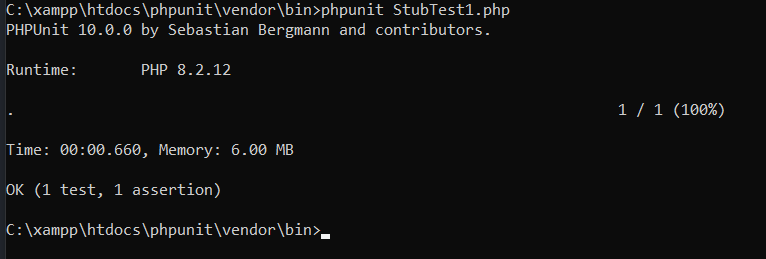 C:\xampp\htdocs\phpunit\vendor\bin>phpunit StubTest1.php
PHPUnit 10.0.0 by Sebastian Bergmann and contributors.
Runtime:       PHP 8.2.12
.                                                                   1 / 1 (100%)
Time: 00:00.660, Memory: 6.00 MB
OK (1 test, 1 assertion)
C:\xampp\htdocs\phpunit\vendor\bin>